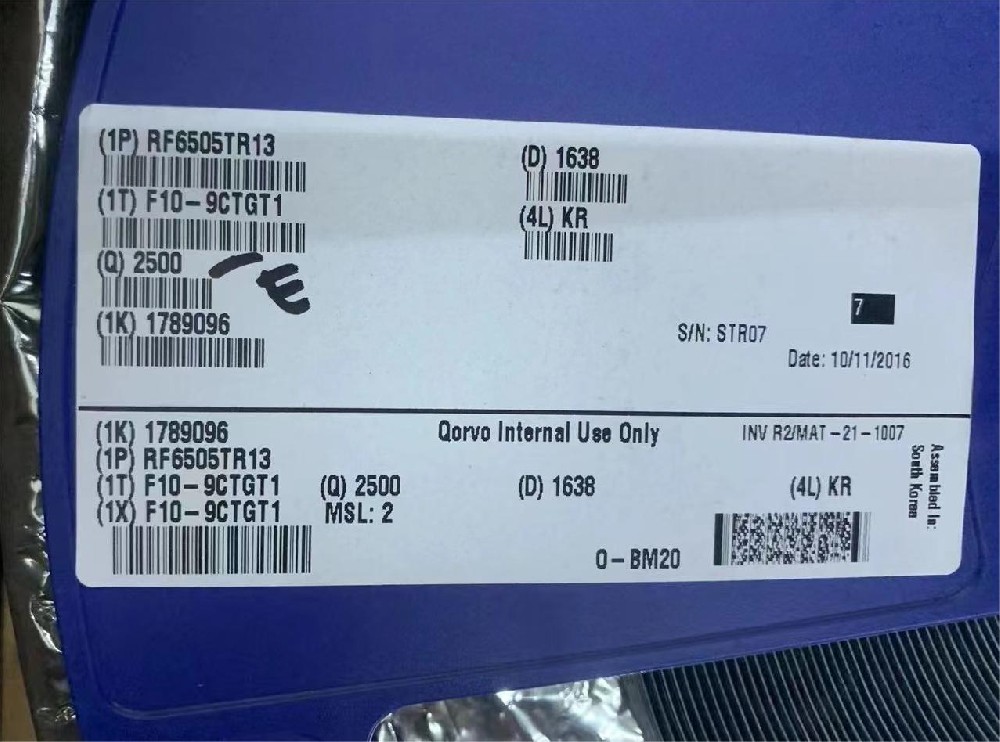 (1P) RF6505TR13
(1T) F10-9CTGT1
(Q) 2500
(1K) 1789096
(D) 1638
(4L) KR
7
S/N: STR07
Date: 10/11/2016
(1K) 1789096
(1P) RF6505TR13
(1T) F10-9CTGT1
(1X) F10-9CTGT1
(Q) 2500
MSL: 2
Qorvo Internal Use Only
(D) 1638
O-BM20
INV R2/MAT-21-1007
(4L) KR
Assembled In:
South Korea